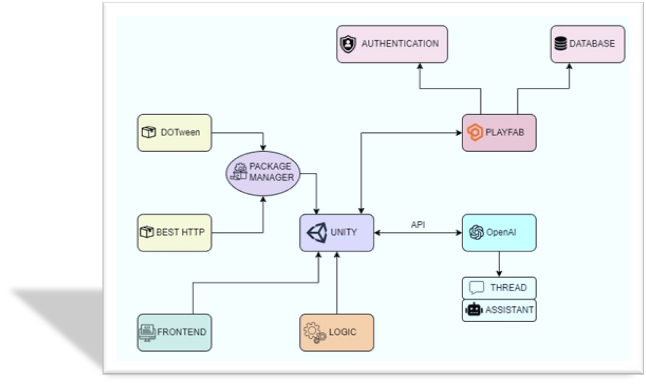 AUTHENTICATION
DATABASE
DOTween
PLAYFAB
PACKAGE
MANAGER
BEST HTTP
UNITY
API
OpenAI
THREAD
ASSISTANT
FRONTEND
LOGIC